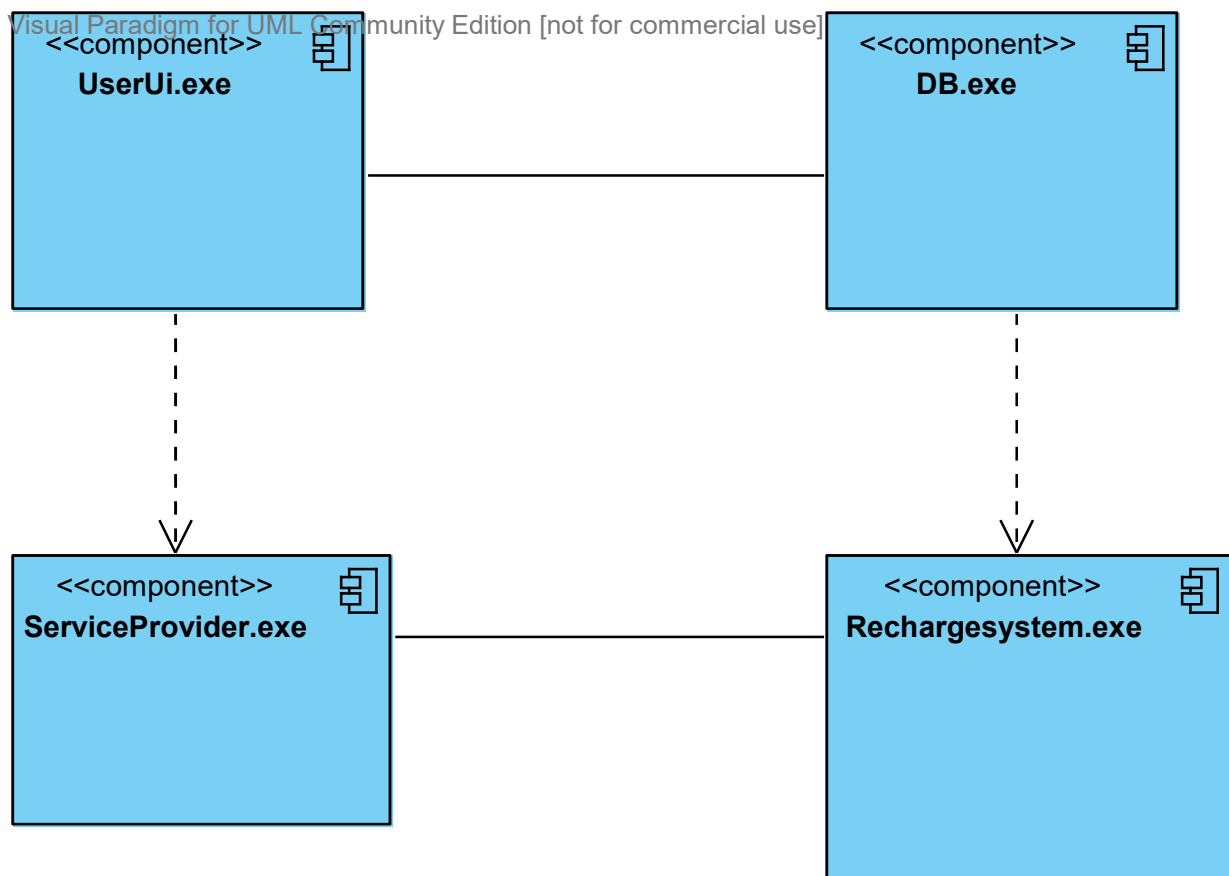 Visual Paradigm for UML Community Edition [not for commercial use]
<<component>>
UserUi.exe
<<component>>
DB.exe
<<component>>
ServiceProvider.exe
<<component>>
Rechargesystem.exe